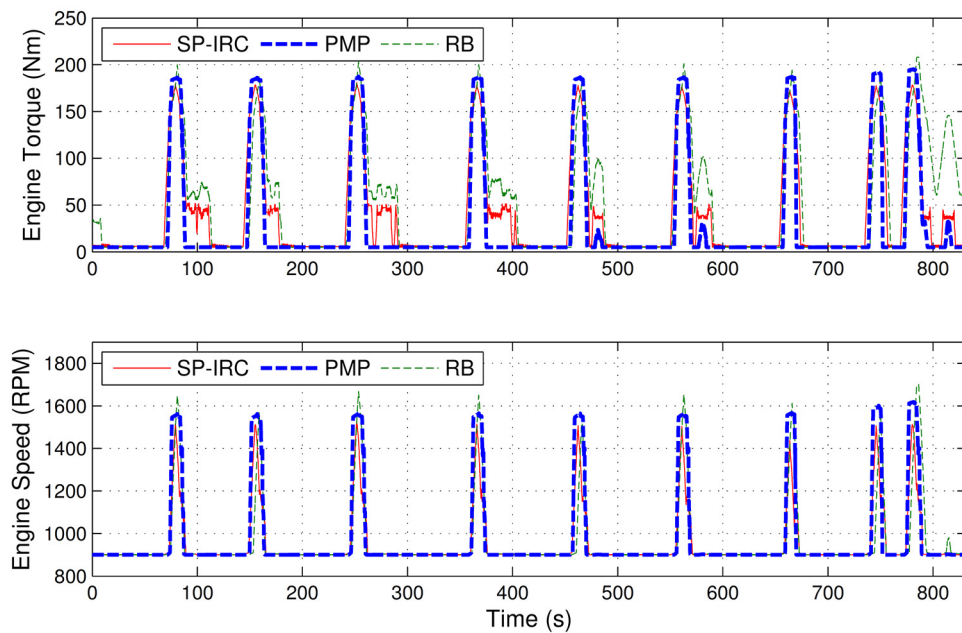 250
200
150
100
50
0
Engine Torque (Nm)
SP-IRC PMP RB
0 100 200 300 400 500 600 700 800
1800
1600
1400
1200
1000
800
Engine Speed (RPM)
SP-IRC PMP RB
0 100 200 300 400 500 600 700 800
Time (s)